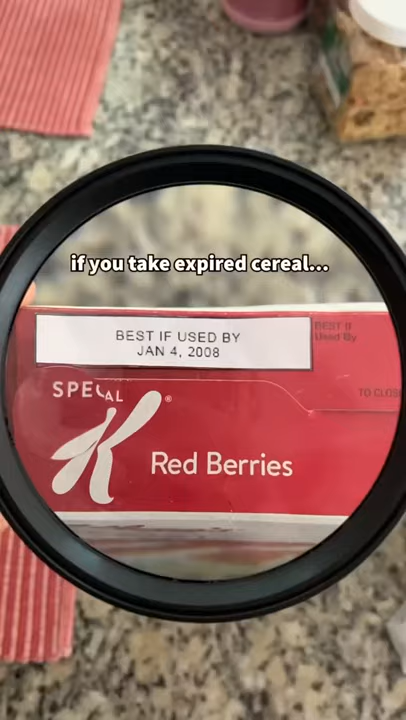 if you take expired cereal...
BEST IF USED BY
JAN 4, 2008
BEST IF
Used By
TO CLOS
SPECIAL
K®
Red Berries